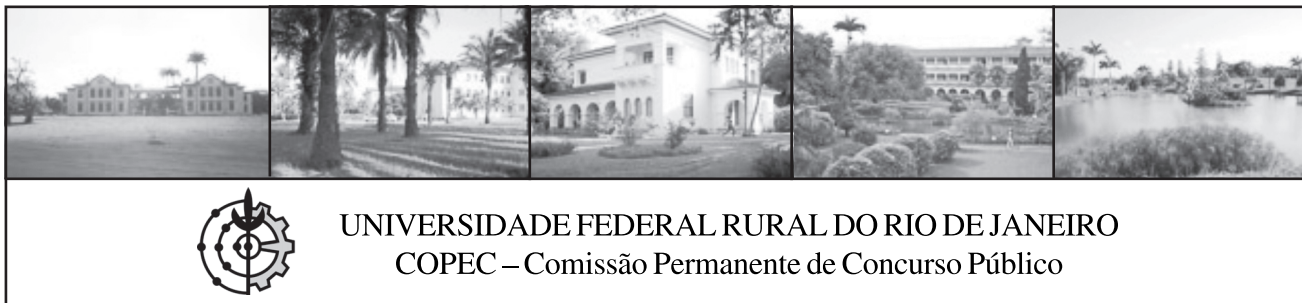 UNIVERSIDADE FEDERAL RURAL DO RIO DE JANEIRO
COPEC – Comissão Permanente de Concurso Público